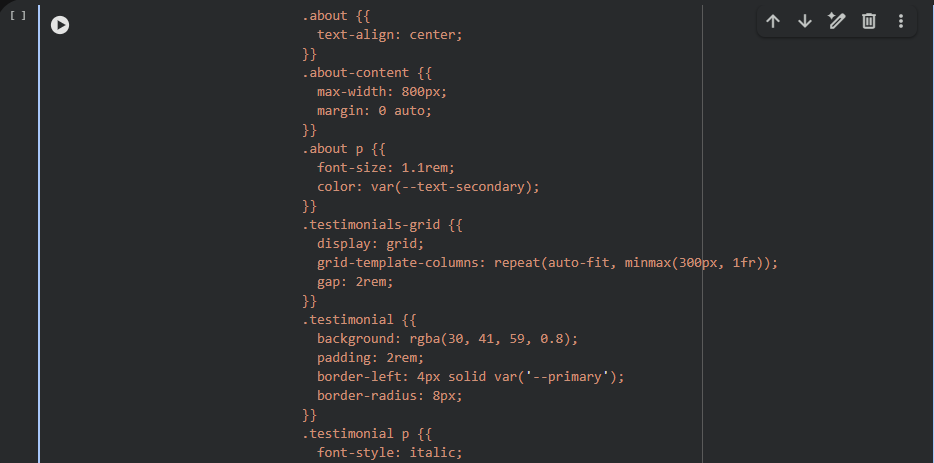 [ ]
.about {{
  text-align: center;
}}
.about-content {{
  max-width: 800px;
  margin: 0 auto;
}}
.about p {{
  font-size: 1.1rem;
  color: var(--text-secondary);
}}
.testimonials-grid {{
  display: grid;
  grid-template-columns: repeat(auto-fit, minmax(300px, 1fr));
  gap: 2rem;
}}
.testimonial {{
  background: rgba(30, 41, 59, 0.8);
  padding: 2rem;
  border-left: 4px solid var('--primary');
  border-radius: 8px;
}}
.testimonial p {{
  font-style: italic;